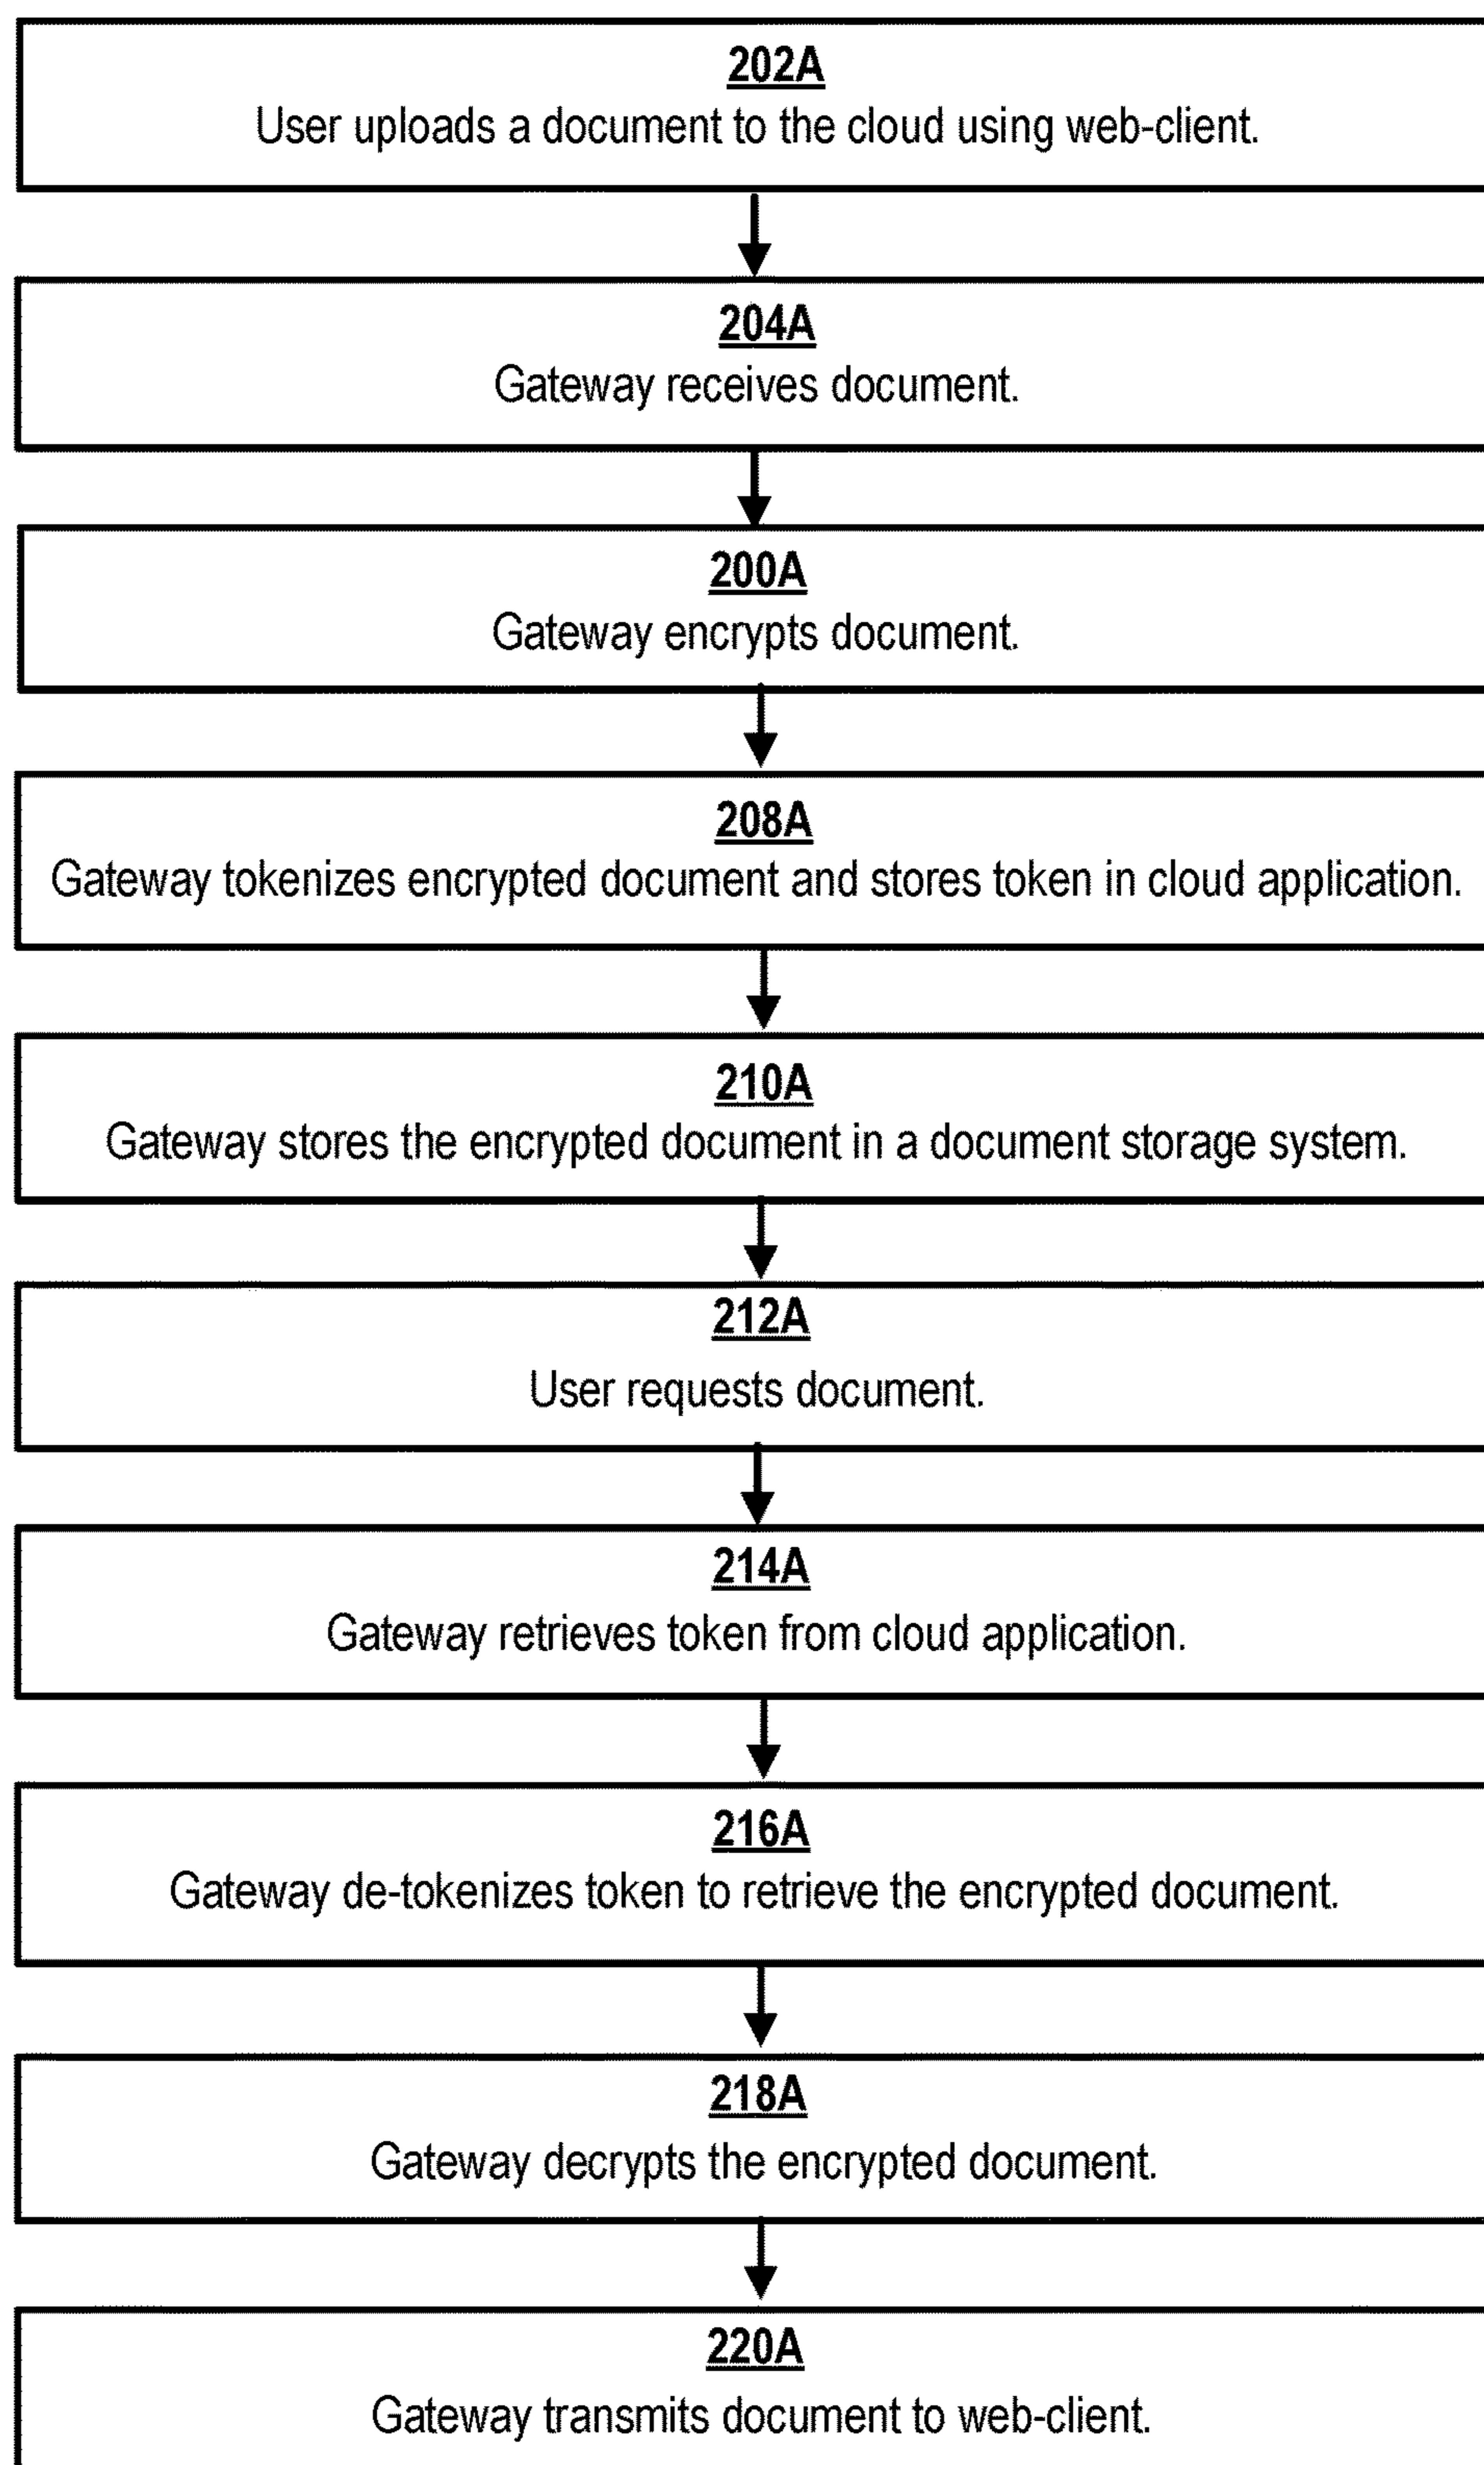 202A
User uploads a document to the cloud using web-client.
204A
Gateway receives document.
200A
Gateway encrypts document.
208A
Gateway tokenizes encrypted document and stores token in cloud application.
210A
Gateway stores the encrypted document in a document storage system.
212A
User requests document.
214A
Gateway retrieves token from cloud application.
216A
Gateway de-tokenizes token to retrieve the encrypted document.
218A
Gateway decrypts the encrypted document.
220A
Gateway transmits document to web-client.